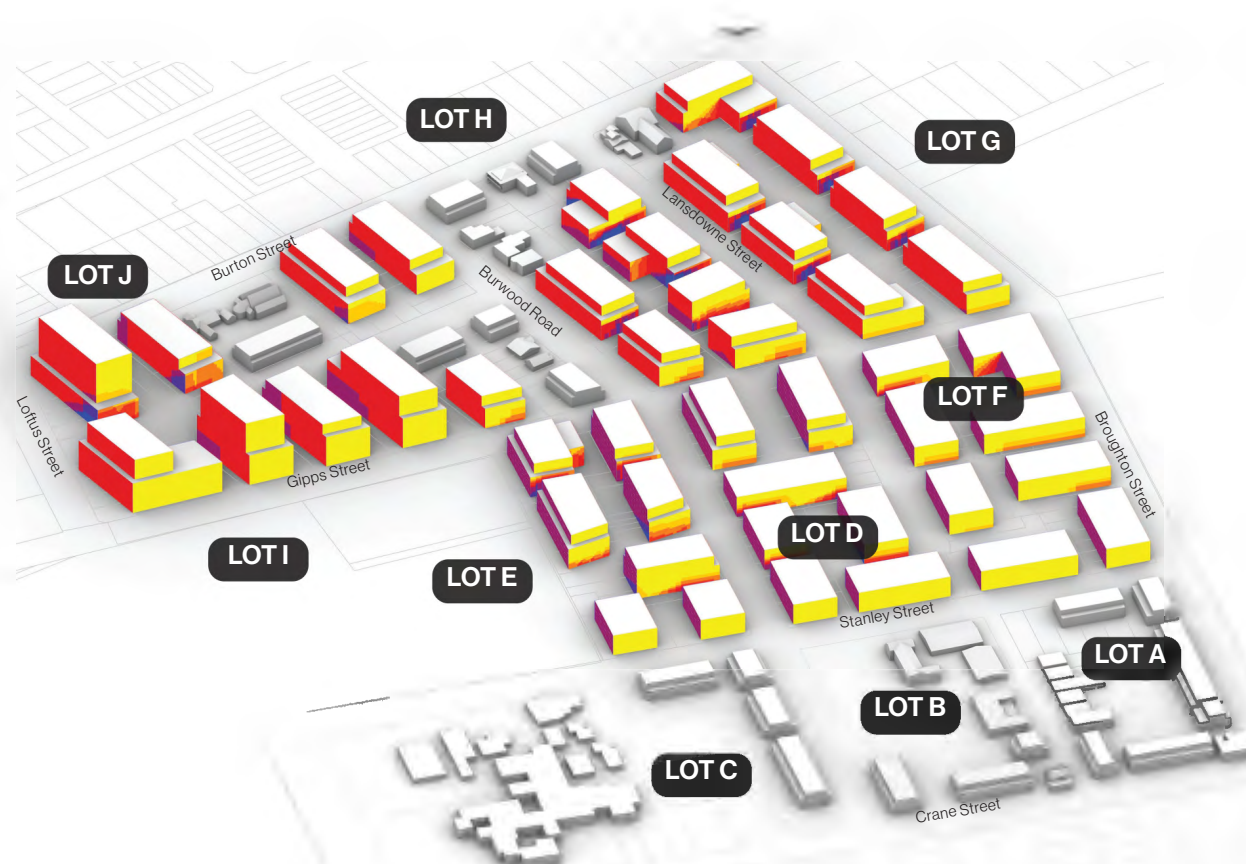 LOT H
LOT G
Lansdowne Street
Burton Street
LOT J
Burwood Road
LOT F
Loftus Street
Broughton Street
Gipps Street
LOT D
LOT I
LOT E
Stanley Street
LOT A
LOT B
LOT C
Crane Street